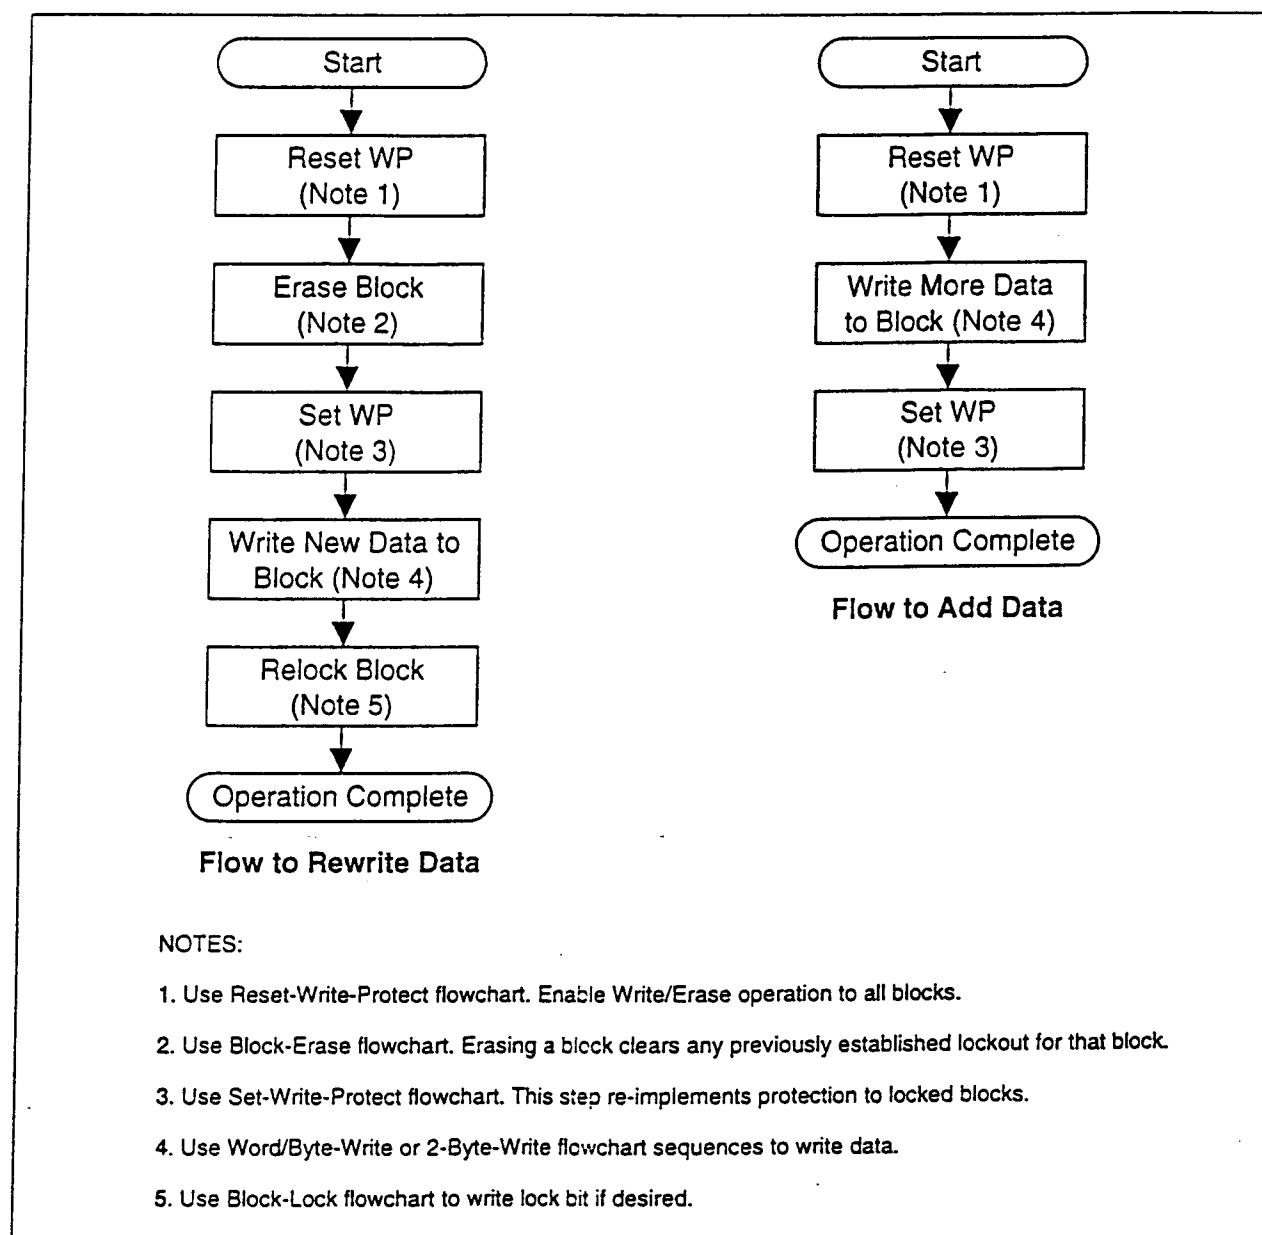 Start
Reset WP
(Note 1)
Erase Block
(Note 2)
Set WP
(Note 3)
Write New Data to
Block (Note 4)
Relock Block
(Note 5)
Operation Complete
Flow to Rewrite Data
Start
Reset WP
(Note 1)
Write More Data
to Block (Note 4)
Set WP
(Note 3)
Operation Complete
Flow to Add Data
NOTES:
1. Use Reset-Write-Protect flowchart. Enable Write/Erase operation to all blocks.
2. Use Block-Erase flowchart. Erasing a block clears any previously established lockout for that block.
3. Use Set-Write-Protect flowchart. This step re-implements protection to locked blocks.
4. Use Word/Byte-Write or 2-Byte-Write flowchart sequences to write data.
5. Use Block-Lock flowchart to write lock bit if desired.